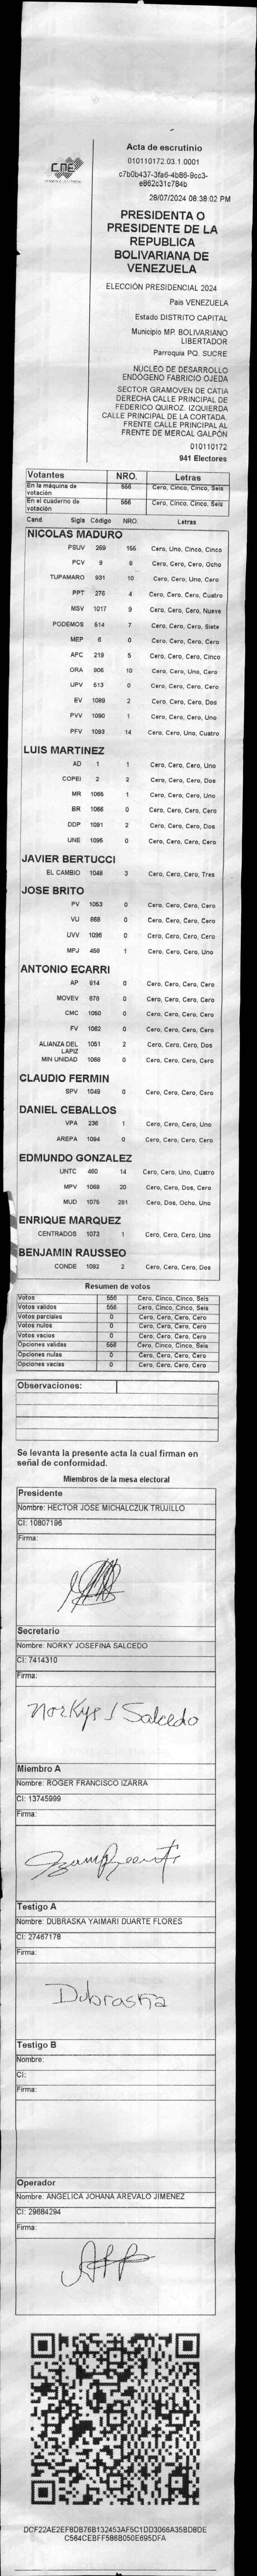 CNE
Acta de escrutinio
010110172.03.1.0001
c7b0b437-3fa6-4b86-9cc3-
e862c31c784b
28/07/2024 08:38:02 PM
PRESIDENTA O
PRESIDENTE DE LA
REPUBLICA
BOLIVARIANA DE
VENEZUELA
ELECCIÓN PRESIDENCIAL 2024
Pais VENEZUELA
Estado DISTRITO CAPITAL
Municipio MP. BOLIVARIANO
LIBERTADOR
Parroquia PQ. SUCRE
NÚCLEO DE DESARROLLO
ENDÓGENO FABRICIO OJEDA
SECTOR GRAMOVEN DE CATIA
DERECHA CALLE PRINCIPAL DE
FEDERICO QUIROZ. IZQUIERDA
CALLE PRINCIPAL DE LA CORTADA.
FRENTE CALLE PRINCIPAL AL
FRENTE DE MERCAL GALPÓN
010110172
941 Electores
Votantes NRO. Letras
En la máquina de votación 556 Cero, Cinco, Cinco, Seis
En el cuaderno de votación 556 Cero, Cinco, Cinco, Seis
Cand. Sigla Código NRO. Letras
NICOLAS MADURO
PSUV 269 155 Cero, Uno, Cinco, Cinco
PCV 9 8 Cero, Cero, Cero, Ocho
TUPAMARO 931 10 Cero, Cero, Uno, Cero
PPT 276 4 Cero, Cero, Cero, Cuatro
MSV 1017 9 Cero, Cero, Cero, Nueve
PODEMOS 514 7 Cero, Cero, Cero, Siete
MEP 6 0 Cero, Cero, Cero, Cero
APC 219 5 Cero, Cero, Cero, Cinco
ORA 906 10 Cero, Cero, Uno, Cero
UPV 613 0 Cero, Cero, Cero, Cero
EV 1089 2 Cero, Cero, Cero, Dos
PVV 1090 1 Cero, Cero, Cero, Uno
PFV 1093 14 Cero, Cero, Uno, Cuatro
LUIS MARTINEZ
AD 1 1 Cero, Cero, Cero, Uno
COPEI 2 2 Cero, Cero, Cero, Dos
MR 1065 1 Cero, Cero, Cero, Uno
BR 1066 0 Cero, Cero, Cero, Cero
DDP 1091 2 Cero, Cero, Cero, Dos
UNE 1095 0 Cero, Cero, Cero, Cero
JAVIER BERTUCCI
EL CAMBIO 1048 3 Cero, Cero, Cero, Tres
JOSE BRITO
PV 1053 0 Cero, Cero, Cero, Cero
VU 868 0 Cero, Cero, Cero, Cero
UVV 1096 0 Cero, Cero, Cero, Cero
MPJ 458 1 Cero, Cero, Cero, Uno
ANTONIO ECARRI
AP 914 0 Cero, Cero, Cero, Cero
MOVEV 878 0 Cero, Cero, Cero, Cero
CMC 1050 0 Cero, Cero, Cero, Cero
FV 1062 0 Cero, Cero, Cero, Cero
ALIANZA DEL LAPIZ 1051 2 Cero, Cero, Cero, Dos
MIN UNIDAD 1068 0 Cero, Cero, Cero, Cero
CLAUDIO FERMIN
SPV 1049 0 Cero, Cero, Cero, Cero
DANIEL CEBALLOS
VPA 236 1 Cero, Cero, Cero, Uno
AREPA 1094 0 Cero, Cero, Cero, Cero
EDMUNDO GONZALEZ
UNTC 460 14 Cero, Cero, Uno, Cuatro
MPV 1069 20 Cero, Cero, Dos, Cero
MUD 1075 281 Cero, Dos, Ocho, Uno
ENRIQUE MARQUEZ
CENTRADOS 1073 1 Cero, Cero, Cero, Uno
BENJAMIN RAUSSEO
CONDE 1092 2 Cero, Cero, Cero, Dos
Resumen de votos
Votos 556 Cero, Cinco, Cinco, Seis
Votos validos 556 Cero, Cinco, Cinco, Seis
Votos parciales 0 Cero, Cero, Cero, Cero
Votos nulos 0 Cero, Cero, Cero, Cero
Votos vacios 0 Cero, Cero, Cero, Cero
Opciones validas 556 Cero, Cinco, Cinco, Seis
Opciones nulas 0 Cero, Cero, Cero, Cero
Opciones vacias 0 Cero, Cero, Cero, Cero
Observaciones:
Se levanta la presente acta la cual firman en
señal de conformidad.
Miembros de la mesa electoral
Presidente
Nombre: HECTOR JOSE MICHALCZUK TRUJILLO
CI: 10807196
Firma:
Secretario
Nombre: NORKY JOSEFINA SALCEDO
CI: 7414310
Firma:
Norkys J Salcedo
Miembro A
Nombre: ROGER FRANCISCO IZARRA
CI: 13745999
Firma:
Testigo A
Nombre: DUBRASKA YAIMARI DUARTE FLORES
CI: 27467178
Firma:
Dubraska
Testigo B
Nombre:
CI:
Firma:
Operador
Nombre: ANGELICA JOHANA AREVALO JIMENEZ
CI: 29684294
Firma:
DCF22AE2EF8DB76B132453AF5C1DD3066A35BD8DE
C564CEBFF586B050E695DFA